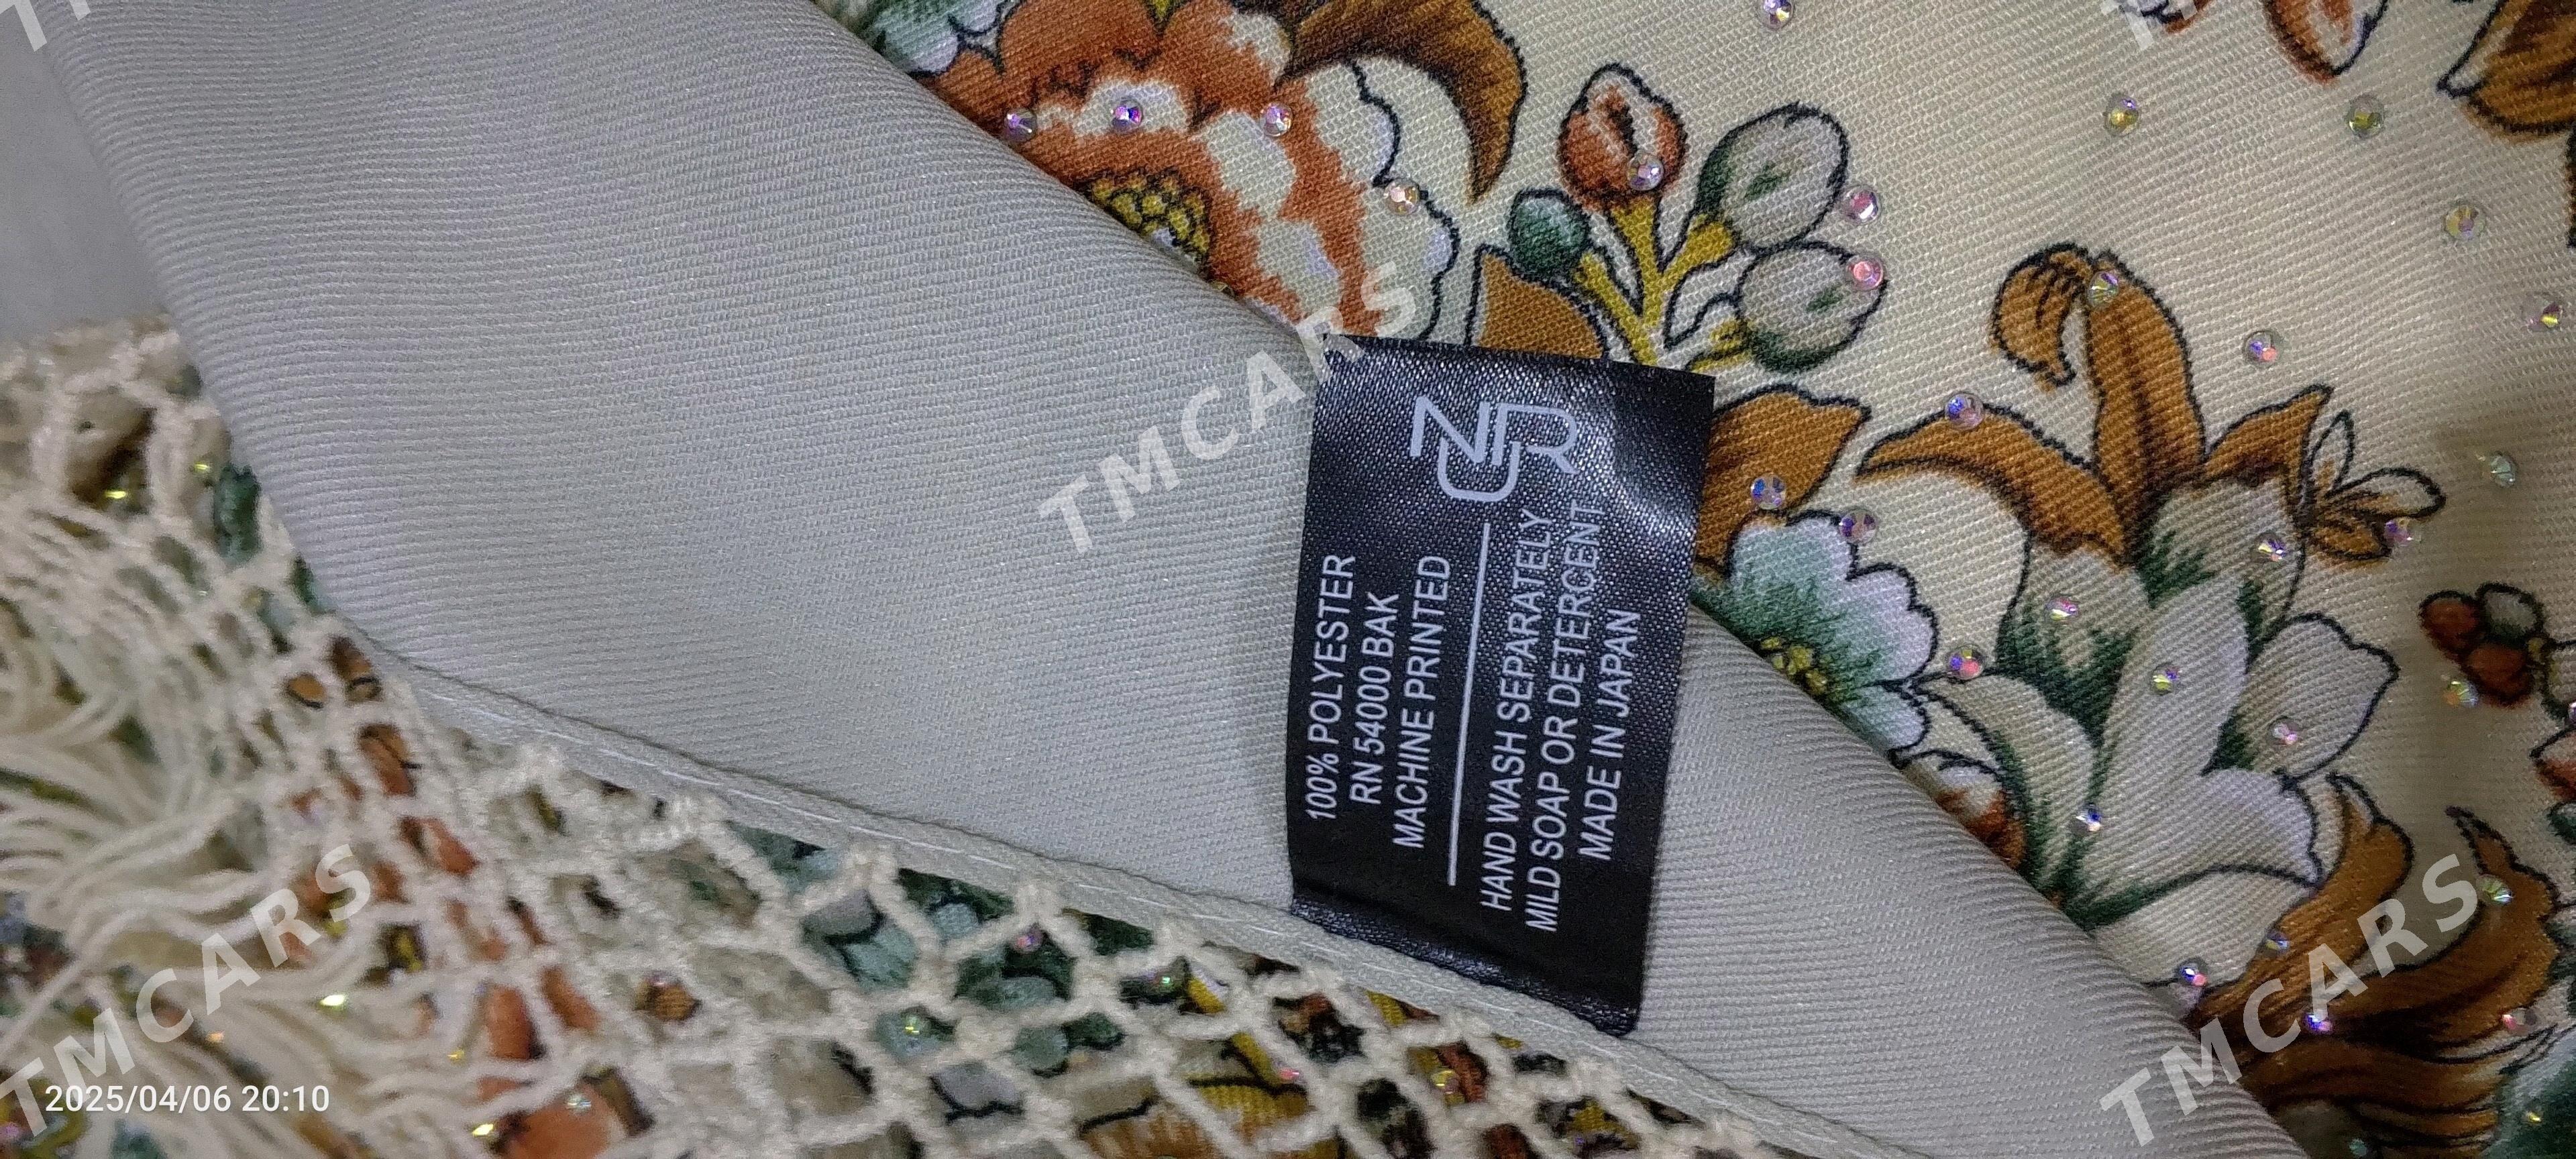 NUR
100% POLYESTER
RN 54000 BAK
MACHINE PRINTED
HAND WASH SEPARATELY
MILD SOAP OR DETERCENT
MADE IN JAPAN
TMCARS
TMCARS
TMCARS
2025/04/06 20:10